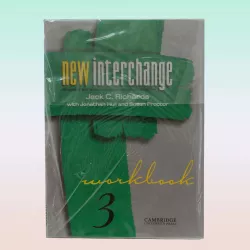 new interchange
Jack C. Richards
with Jonathan Hull and Susan Proctor
workbook
3
CAMBRIDGE